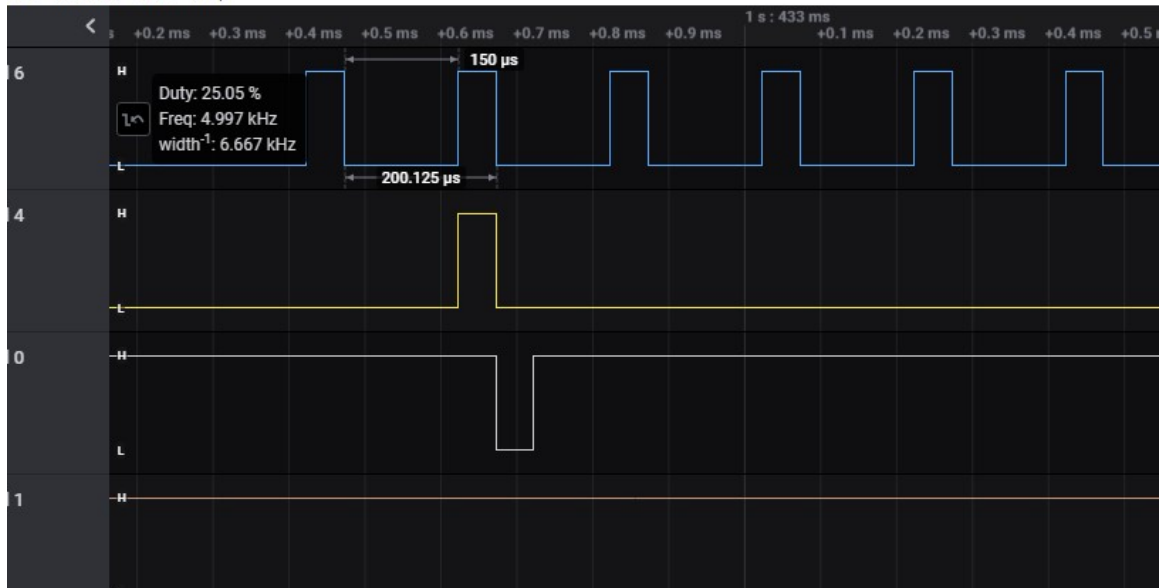 1 s : 433 ms
+0.2 ms +0.3 ms +0.4 ms +0.5 ms +0.6 ms +0.7 ms +0.8 ms +0.9 ms +0.1 ms +0.2 ms +0.3 ms +0.4 ms +0.5
6
H
150 µs
Duty: 25.05 %
Freq: 4.997 kHz
width-1: 6.667 kHz
L
200.125 µs
4
H
L
0
H
L
1
H